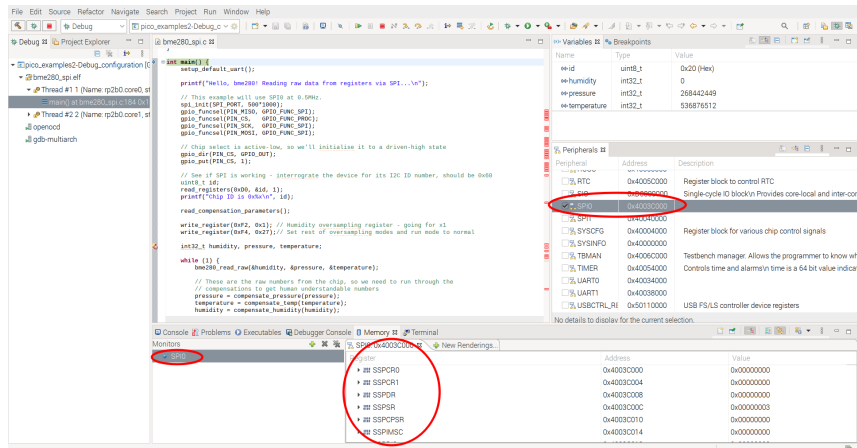 File Edit Source Refactor Navigate Search Project Run Window Help
Debug
pico_examples2-Debug_c
Debug
Project Explorer
pico_examples2-Debug_configuration [G
bme280_spi.elf
Thread #1 1 (Name: rp2b0.core0, st
main() at bme280_spi.c:184 0x1
Thread #2 2 (Name: rp2b0.core1, st
openocd
gdb-multiarch
bme280_spi.c
int main() {
setup_default_uart();
printf("Hello, bme280! Reading raw data from registers via SPI...\n");
// This example will use SPI0 at 0.5MHz.
spi_init(SPI_PORT, 500*1000);
gpio_funcsel(PIN_MISO, GPIO_FUNC_SPI);
gpio_funcsel(PIN_CS, GPIO_FUNC_PROC);
gpio_funcsel(PIN_SCK, GPIO_FUNC_SPI);
gpio_funcsel(PIN_MOSI, GPIO_FUNC_SPI);
// Chip select is active-low, so we'll initialise it to a driven-high state
gpio_dir(PIN_CS, GPIO_OUT);
gpio_put(PIN_CS, 1);
// See if SPI is working - interrograte the device for its I2C ID number, should be 0x60
uint8_t id;
read_registers(0xD0, &id, 1);
printf("Chip ID is 0x%x\n", id);
read_compensation_parameters();
write_register(0xF2, 0x1); // Humidity oversampling register - going for x1
write_register(0xF4, 0x27);// Set rest of oversampling modes and run mode to normal
int32_t humidity, pressure, temperature;
while (1) {
bme280_read_raw(&humidity, &pressure, &temperature);
// These are the raw numbers from the chip, so we need to run through the
// compensations to get human understandable numbers
pressure = compensate_pressure(pressure);
temperature = compensate_temp(temperature);
humidity = compensate_humidity(humidity);
Variables
Breakpoints
Name Type Value
id uint8_t 0x20 (Hex)
humidity int32_t 0
pressure int32_t 268442449
temperature int32_t 536876512
Peripherals
Peripheral Address Description
RTC 0x4005C000 Register block to control RTC
SIO 0xD0000000 Single-cycle IO block\n Provides core-local and inter-cor
SPI0 0x4003C000
SPI1 0x40040000
SYSCFG 0x40004000 Register block for various chip control signals
SYSINFO 0x40000000
TBMAN 0x4006C000 Testbench manager. Allows the programmer to know wh
TIMER 0x40054000 Controls time and alarms\n time is a 64 bit value indicat
UART0 0x40034000
UART1 0x40038000
USBCTRL_RE 0x50110000 USB FS/LS controller device registers
No details to display for the current selection.
Console Problems Executables Debugger Console Memory Terminal
Monitors
SPI0
SPI0: 0x4003C000
New Renderings...
Register Address Value
SSPCR0 0x4003C000 0x00000000
SSPCR1 0x4003C004 0x00000000
SSPDR 0x4003C008 0x00000000
SSPSR 0x4003C00C 0x00000003
SSPCPSR 0x4003C010 0x00000000
SSPIMSC 0x4003C014 0x00000000